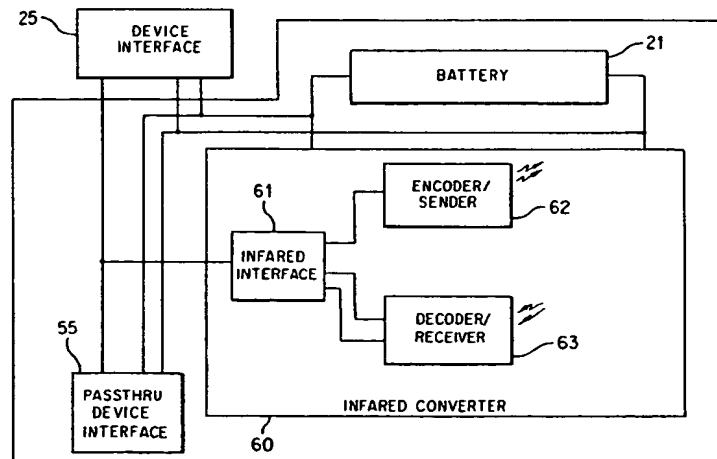 25
DEVICE
INTERFACE
21
BATTERY
61
INFARED
INTERFACE
ENCODER/
SENDER
62
DECODER/
RECEIVER
63
55
PASSTHRU
DEVICE
INTERFACE
INFARED CONVERTER
60